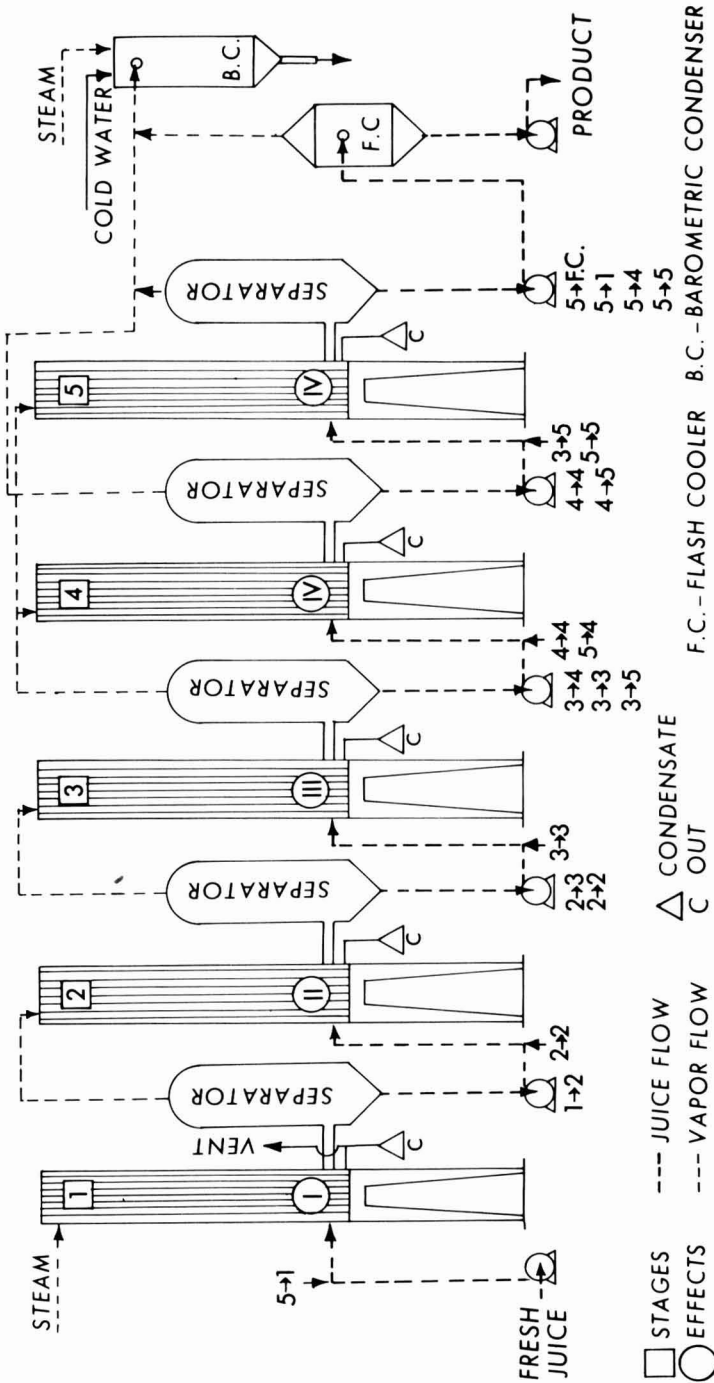 STEAM
COLD WATER
B.C.
F.C
PRODUCT
5
IV
SEPARATOR
C
5→F.C.
5→1
5→4
5→5
4
IV
SEPARATOR
C
3→5
5→5
4→4
4→5
3
III
SEPARATOR
C
4→4
5→4
3→4
3→3
3→5
2
II
SEPARATOR
C
3→3
2→3
2→2
STEAM
1
I
VENT
SEPARATOR
C
2→2
1→2
5→1
FRESH
JUICE
STAGES
EFFECTS
JUICE FLOW
VAPOR FLOW
CONDENSATE
C OUT
F.C. – FLASH COOLER
B.C. – BAROMETRIC CONDENSER